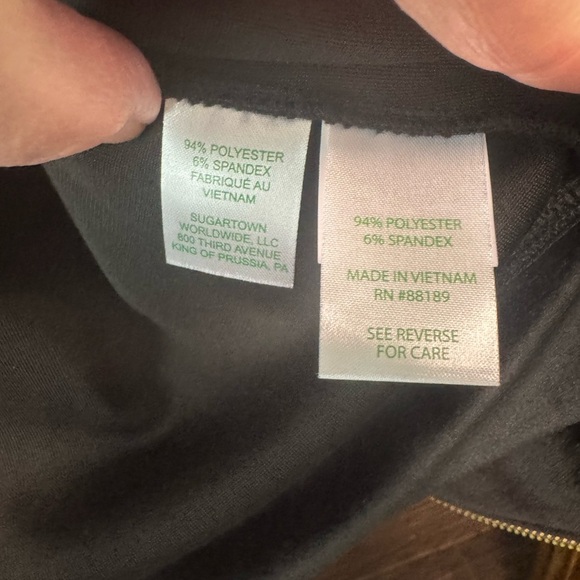 94% POLYESTER
6% SPANDEX
FABRIQUÉ AU
VIETNAM
SUGARTOWN
WORLDWIDE, LLC
800 THIRD AVENUE
KING OF PRUSSIA, PA
94% POLYESTER
6% SPANDEX
MADE IN VIETNAM
RN #88189
SEE REVERSE
FOR CARE